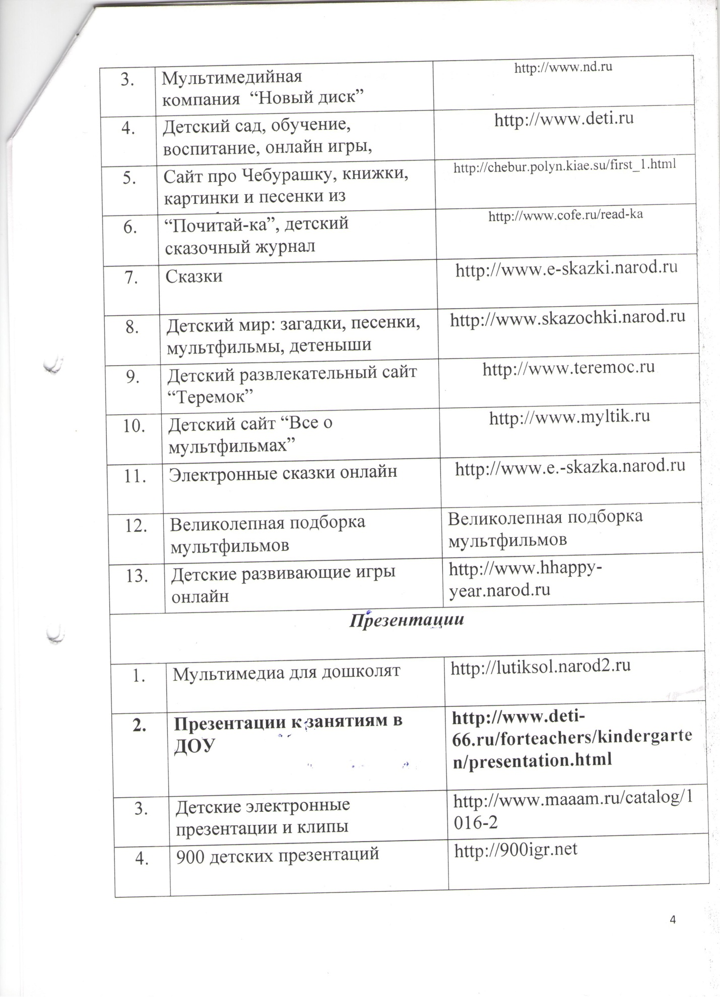 3. Мультимедийная http://www.nd.ru
компания “Новый диск”
4. Детский сад, обучение, http://www.deti.ru
воспитание, онлайн игры,
5. Сайт про Чебурашку, книжки, http://chebur.polyn.kiae.su/first_1.html
картинки и песенки из
6. “Почитай-ка”, детский http://www.cofe.ru/read-ka
сказочный журнал
7. Сказки http://www.e-skazki.narod.ru
8. Детский мир: загадки, песенки, http://www.skazochki.narod.ru
мультфильмы, детеныши
9. Детский развлекательный сайт http://www.teremoc.ru
“Теремок”
10. Детский сайт “Все о http://www.myltik.ru
мультфильмах”
11. Электронные сказки онлайн http://www.e.-skazka.narod.ru
12. Великолепная подборка Великолепная подборка
мультфильмов мультфильмов
13. Детские развивающие игры http://www.hhappy-
онлайн year.narod.ru
Презентации
1. Мультимедиа для дошколят http://lutiksol.narod2.ru
2. Презентации к занятиям в http://www.deti-
ДОУ 66.ru/forteachers/kindergarte
n/presentation.html
3. Детские электронные http://www.maaam.ru/catalog/1
презентации и клипы 016-2
4. 900 детских презентаций http://900igr.net
4